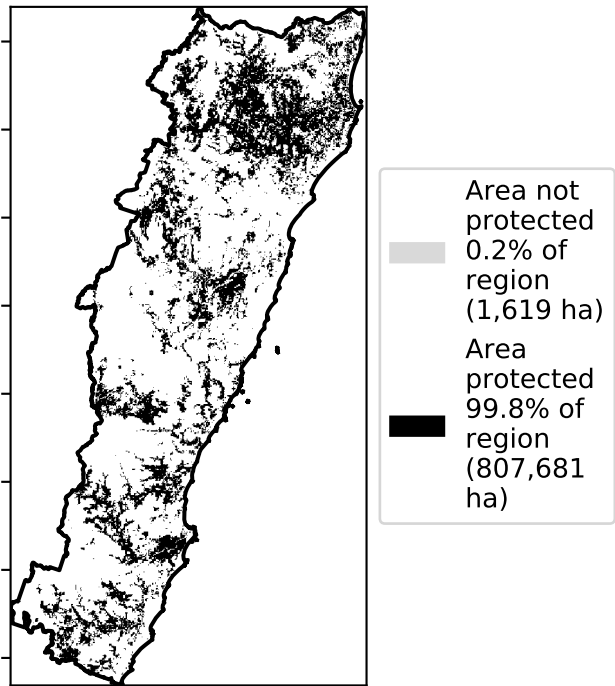 Area not
protected
0.2% of
region
(1,619 ha)
Area
protected
99.8% of
region
(807,681
ha)